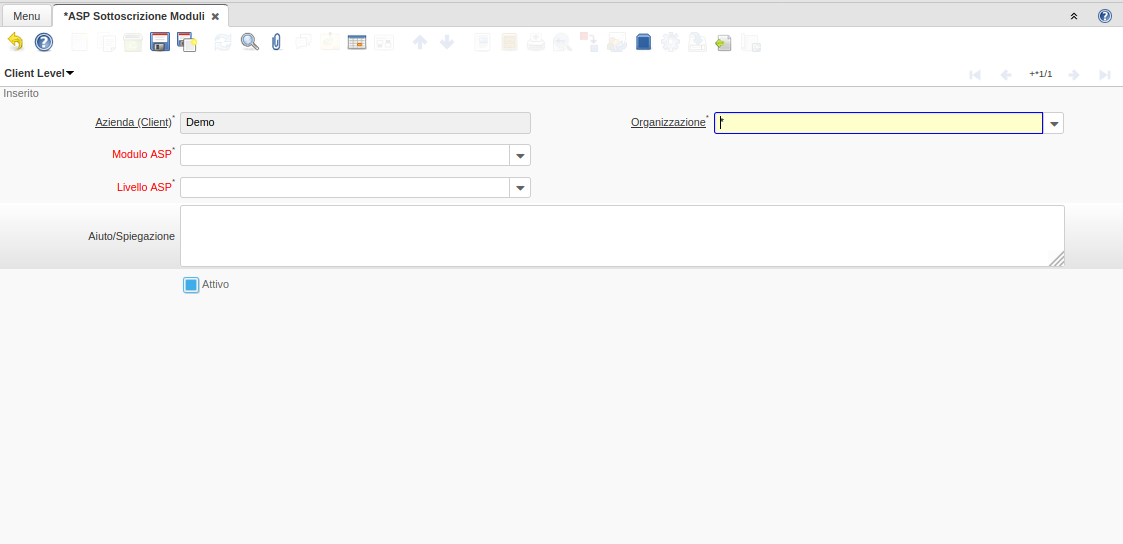 Menu
*ASP Sottoscrizione Moduli
Client Level
+*1/1
Inserito
Azienda (Client)* Demo
Organizzazione* *
Modulo ASP*
Livello ASP*
Aiuto/Spiegazione
Attivo